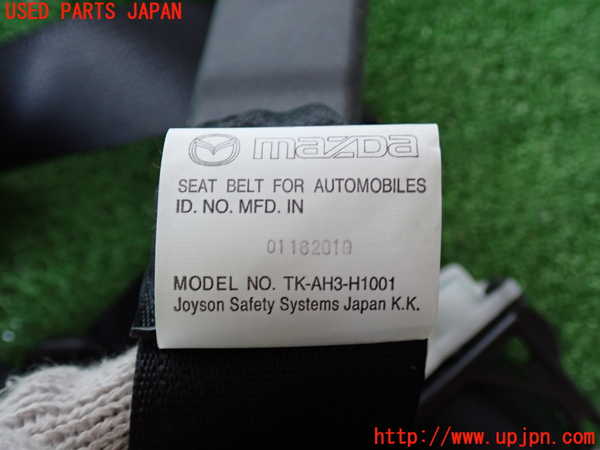 USED PARTS JAPAN
mazda
SEAT BELT FOR AUTOMOBILES
ID. NO. MFD. IN
01162019
MODEL NO. TK-AH3-H1001
Joyson Safety Systems Japan K.K.
http://www.upjpn.com/